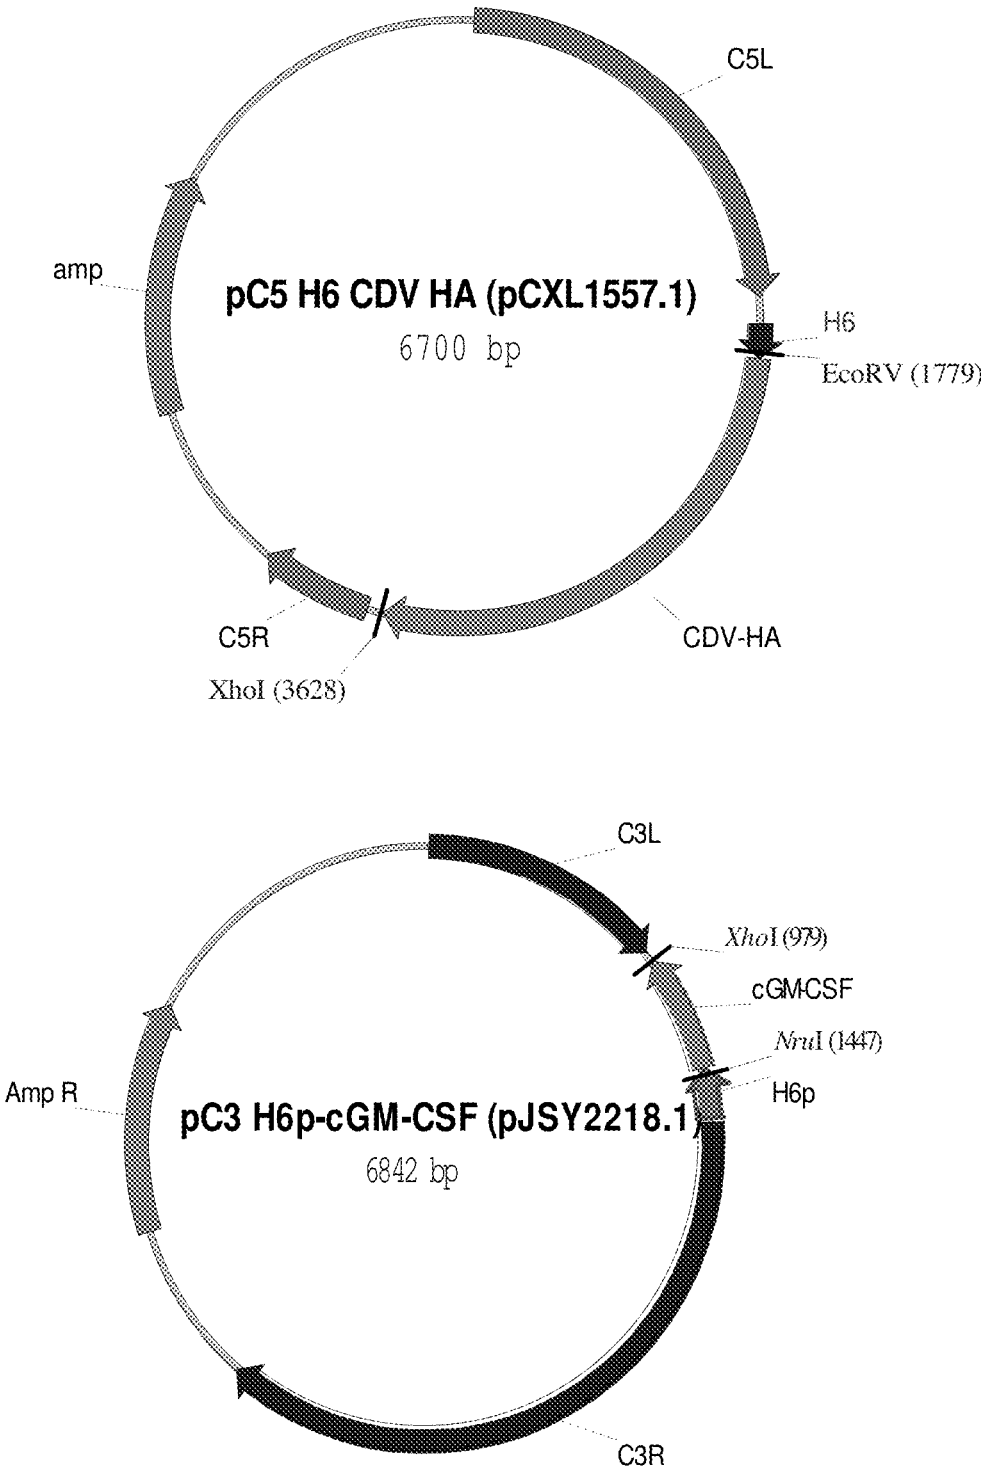 C5L
amp
pC5 H6 CDV HA (pCXL1557.1)
6700 bp
H6
EcoRV (1779)
C5R
CDV-HA
XhoI (3628)
C3L
XhoI (979)
cGM-CSF
NruI (1447)
Amp R
H6p
pC3 H6p-cGM-CSF (pJSY2218.1)
6842 bp
C3R